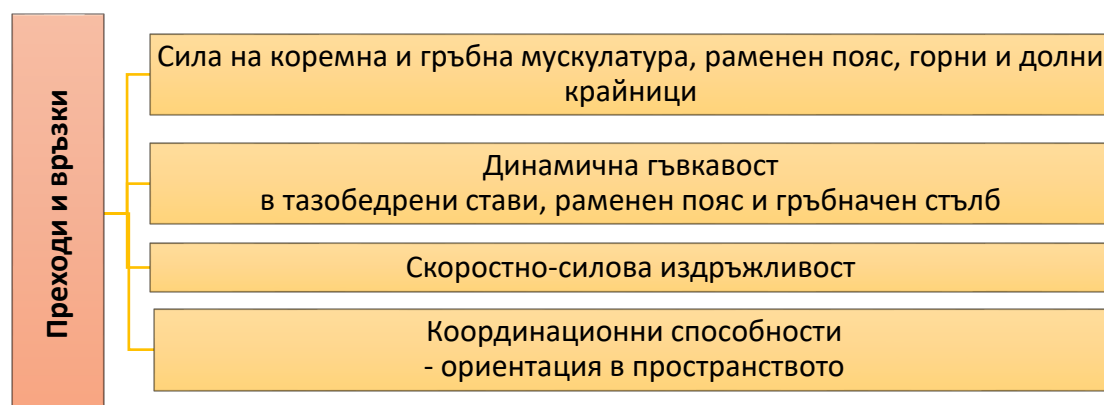 Преходи и връзки
Сила на коремна и гръбна мускулатура, раменен пояс, горни и долни
крайници
Динамична гъвкавост
в тазобедрени стави, раменен пояс и гръбначен стълб
Скоростно-силова издръжливост
Координационни способности
- ориентация в пространството